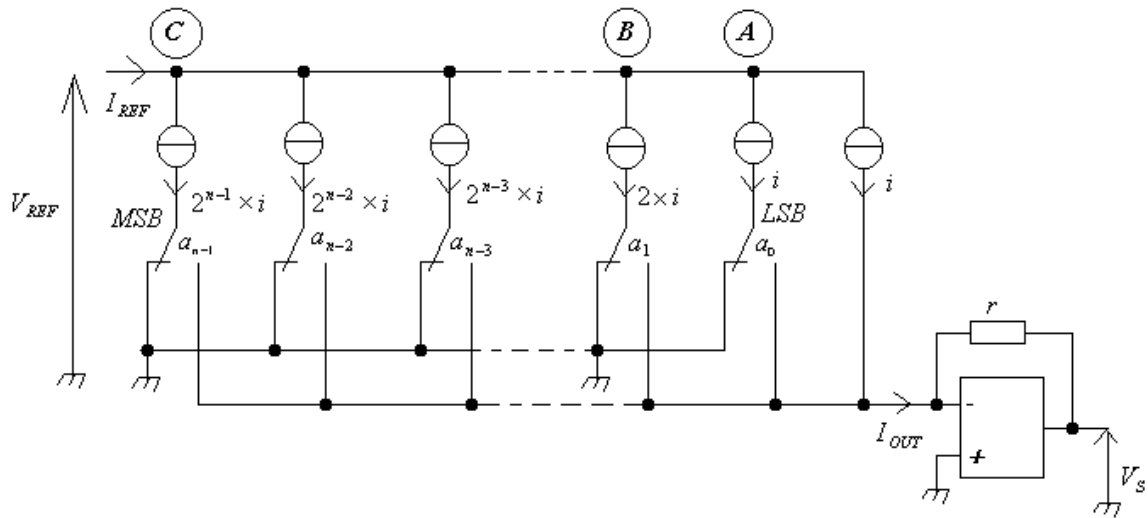 C B A
I_REF
V_REF
2^{n-1} × i 2^{n-2} × i 2^{n-3} × i 2 × i i i
MSB LSB
a_{n-1} a_{n-2} a_{n-3} a_1 a_0
r
-
I_OUT
+
V_S